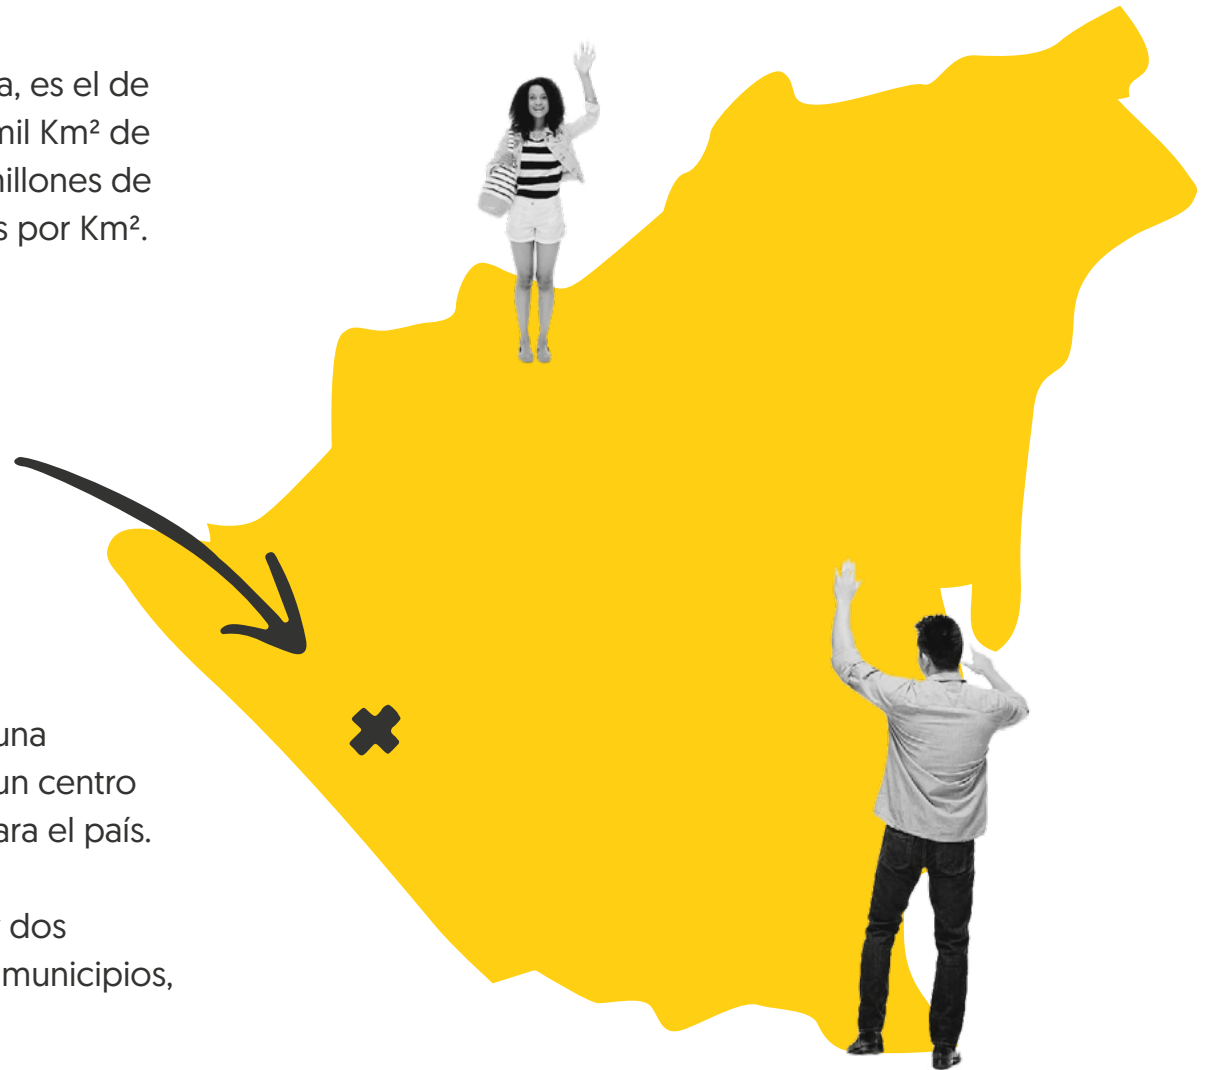 a, es el de
mil Km² de
millones de
s por Km².
una
un centro
ara el país.
dos
municipios,